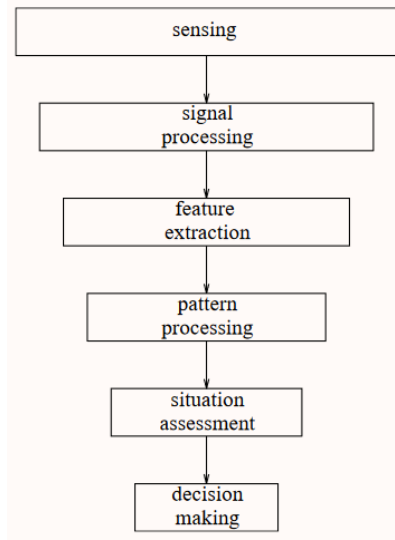 sensing
signal
processing
feature
extraction
pattern
processing
situation
assessment
decision
making